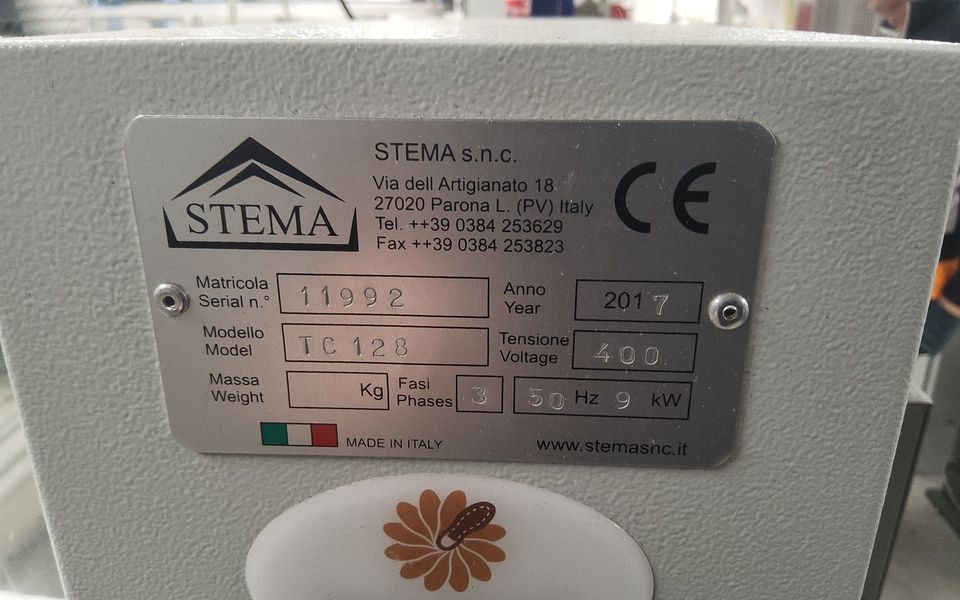 STEMA
STEMA s.n.c.
Via dell Artigianato 18
27020 Parona L. (PV) Italy
Tel. ++39 0384 253629
Fax ++39 0384 253823
CE
Matricola
Serial n.°
11992
Anno
Year
2017
Modello
Model
TC 128
Tensione
Voltage
400
Massa
Weight
Kg
Fasi
Phases
3
50 Hz 9 kW
MADE IN ITALY
www.stemasnc.it